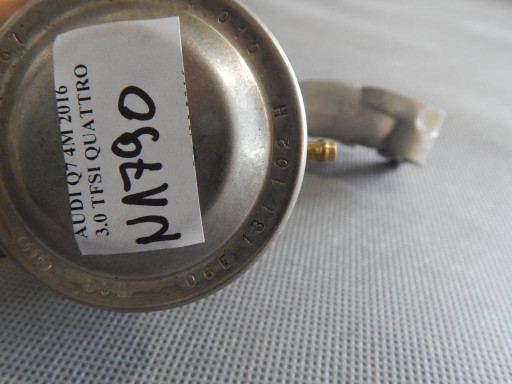 AUDI Q7 4M 2016
3.0 TFSI QUATTRO
NA790
06E 131 102 H